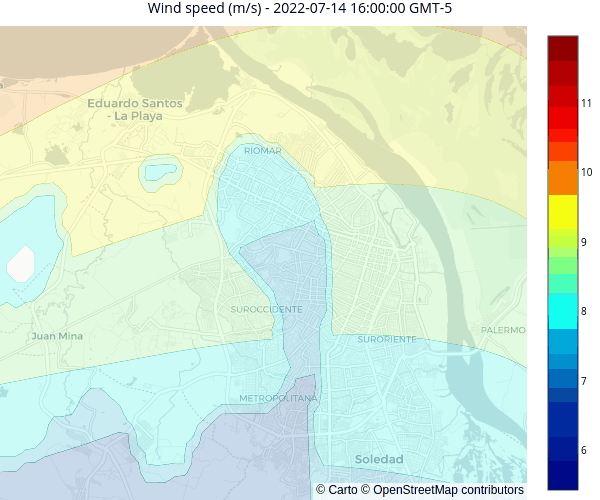 Wind speed (m/s) - 2022-07-14 16:00:00 GMT-5
Eduardo Santos
- La Playa
11
RIOMAR
10
9
SUROCCIDENTE
8
PALERMO
Juan Mina
SURORIENTE
7
METROPOLITANA
6
Soledad
© Carto © OpenStreetMap contributors